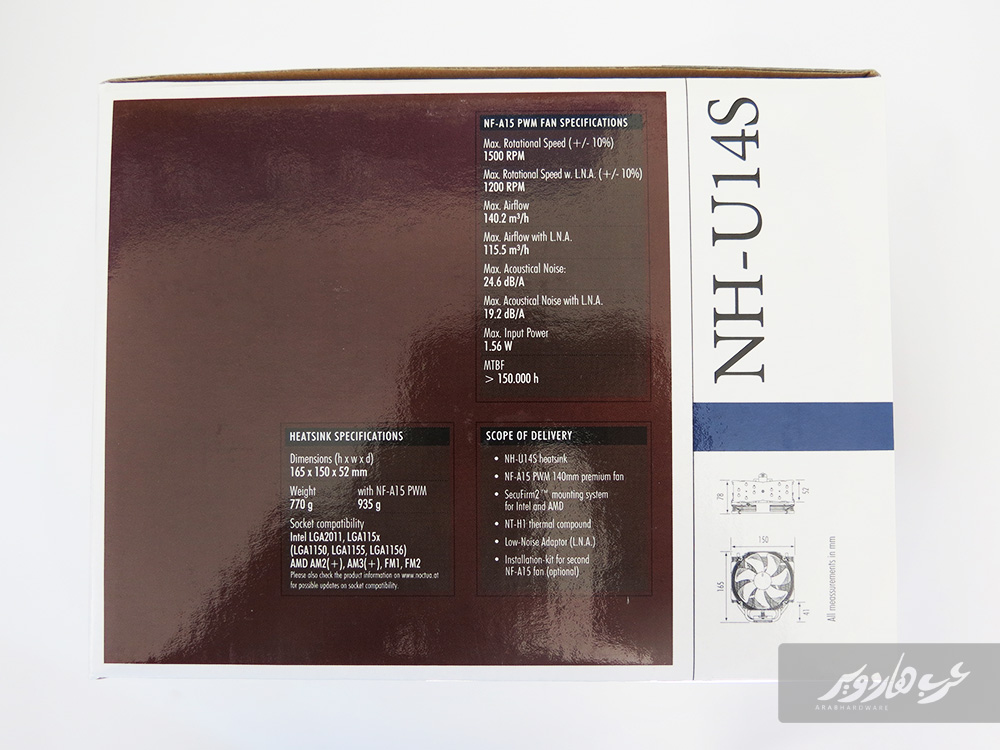 NF-A15 PWM FAN SPECIFICATIONS
Max. Rotational Speed (+/- 10%)
1500 RPM
Max. Rotational Speed w. L.N.A. (+/- 10%)
1200 RPM
Max. Airflow
140.2 m³/h
Max. Airflow with L.N.A.
115.5 m³/h
Max. Acoustical Noise:
24.6 dB/A
Max. Acoustical Noise with L.N.A.
19.2 dB/A
Max. Input Power
1.56 W
MTBF
> 150.000 h
HEATSINK SPECIFICATIONS
Dimensions (h x w x d)
165 x 150 x 52 mm
Weight with NF-A15 PWM
770 g 935 g
Socket compatibility
Intel LGA2011, LGA115x
(LGA1150, LGA1155, LGA1156)
AMD AM2(+), AM3(+), FM1, FM2
Please also check the product information on www.noctua.at
for possible updates on socket compatibility.
SCOPE OF DELIVERY
• NH-U14S heatsink
• NF-A15 PWM 140mm premium fan
• SecuFirm2™ mounting system
for Intel and AMD
• NT-H1 thermal compound
• Low-Noise Adaptor (L.N.A.)
• Installation-kit for second
NF-A15 fan (optional)
NH-U14S
78
52
150
165
41
All measurements in mm
عرب هاردوير
ARABHARDWARE